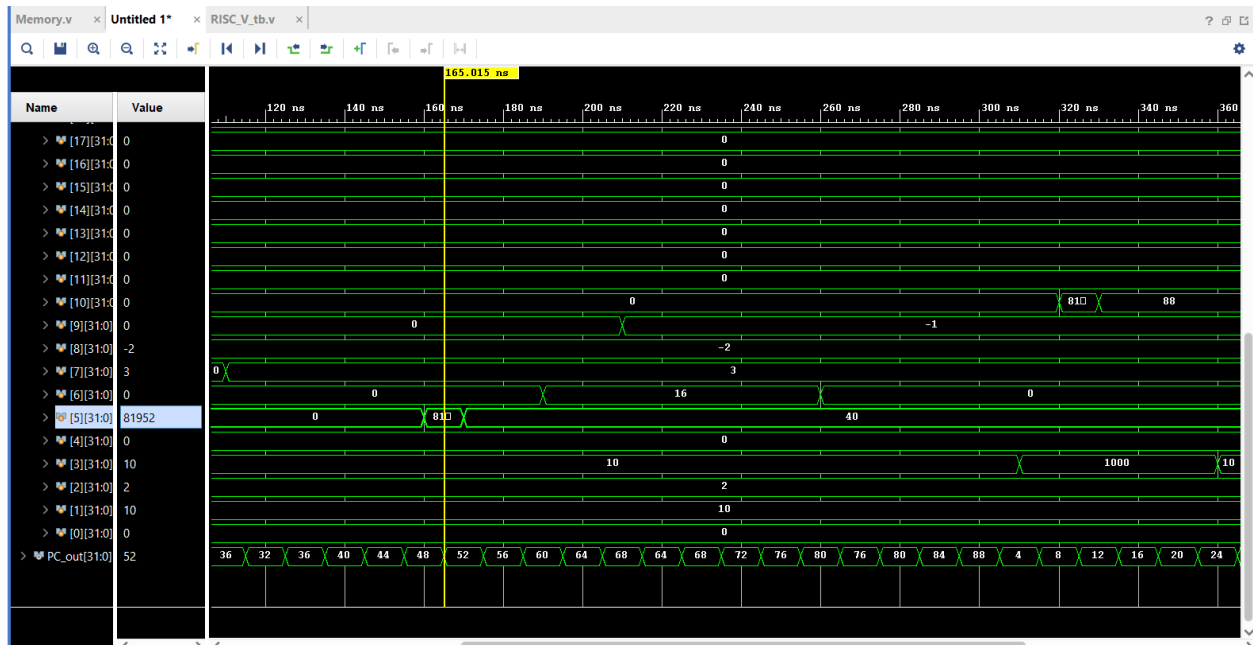 Memory.v × Untitled 1* × RISC_V_tb.v ×
?
165.015 ns
Name Value
120 ns 140 ns 160 ns 180 ns 200 ns 220 ns 240 ns 260 ns 280 ns 300 ns 320 ns 340 ns 360
> [17][31:0 0 0
> [16][31:0 0 0
> [15][31:0 0 0
> [14][31:0 0 0
> [13][31:0 0 0
> [12][31:0 0 0
> [11][31:0 0 0
> [10][31:0 0 0 81□ 88
> [9][31:0] 0 0 -1
> [8][31:0] -2 -2
> [7][31:0] 3 0 3
> [6][31:0] 0 0 16 0
> [5][31:0] 81952 0 81□ 40
> [4][31:0] 0 0
> [3][31:0] 10 10 1000 10
> [2][31:0] 2 2
> [1][31:0] 10 10
> [0][31:0] 0 0
> PC_out[31:0] 52 36 32 36 40 44 48 52 56 60 64 68 64 68 72 76 80 76 80 84 88 4 8 12 16 20 24